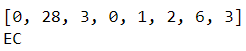 [0, 28, 3, 0, 1, 2, 6, 3]
EC